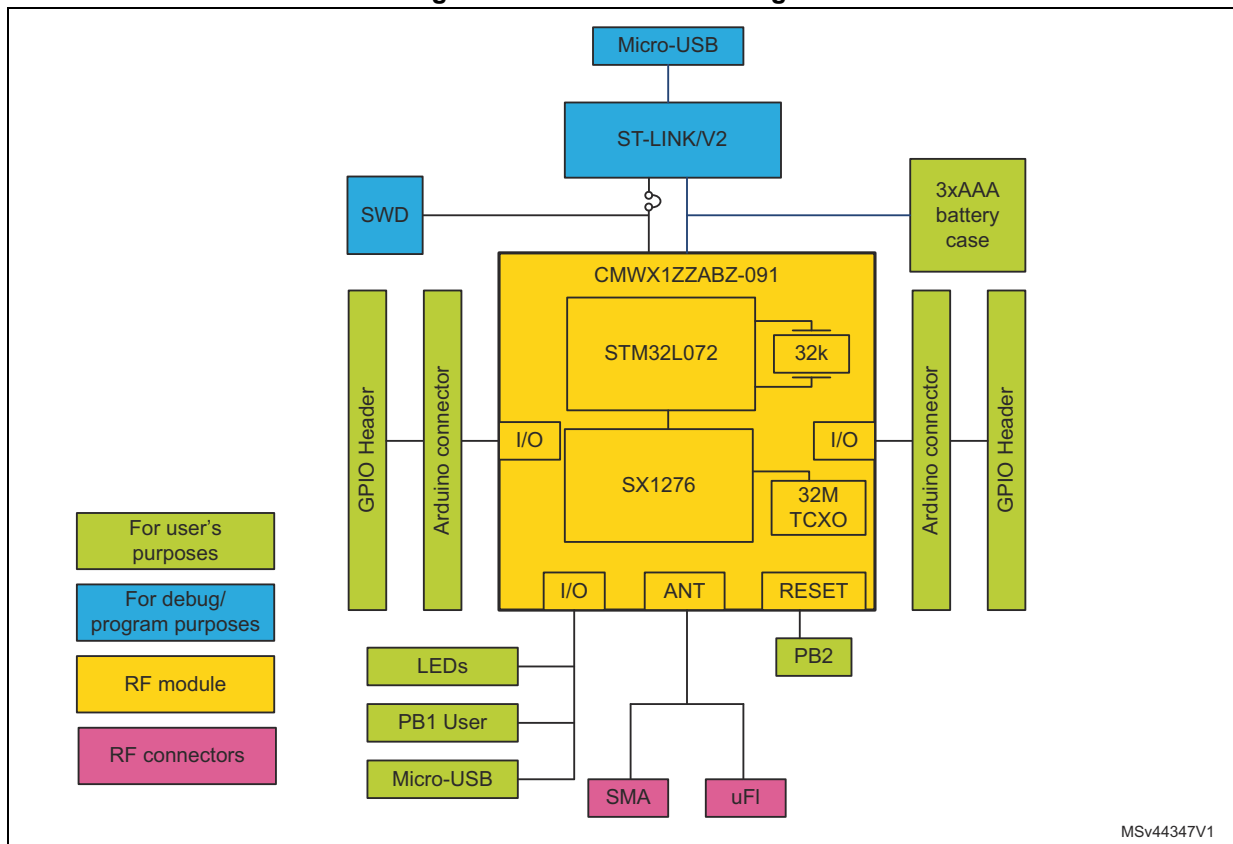 Micro-USB
ST-LINK/V2
SWD
3xAAA
battery
case
CMWX1ZZABZ-091
STM32L072
32k
GPIO Header
Arduino connector
I/O
SX1276
32M
TCXO
I/O
Arduino connector
GPIO Header
I/O
ANT
RESET
For user's
purposes
For debug/
program purposes
RF module
RF connectors
LEDs
PB1 User
Micro-USB
PB2
SMA
uFl
MSv44347V1